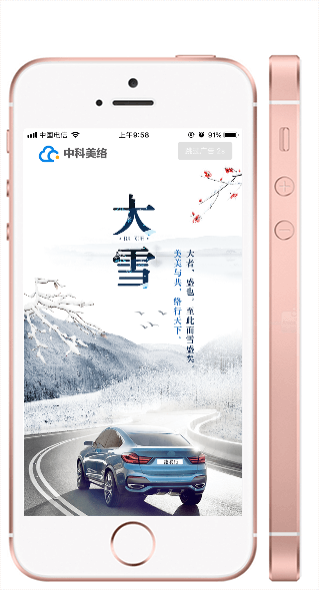 中国电信
上午9:58
91%
中科美络
大雪
大者，盛也，至此而雪盛矣
美美与共，络行天下。